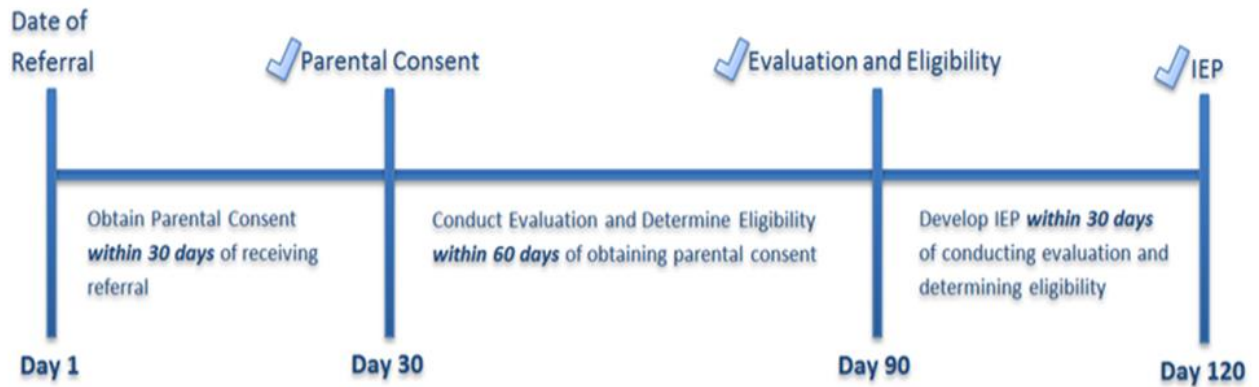 Date of
Referral
Parental Consent
Evaluation and Eligibility
IEP
Obtain Parental Consent
within 30 days of receiving
referral
Conduct Evaluation and Determine Eligibility
within 60 days of obtaining parental consent
Develop IEP within 30 days
of conducting evaluation and
determining eligibility
Day 1
Day 30
Day 90
Day 120